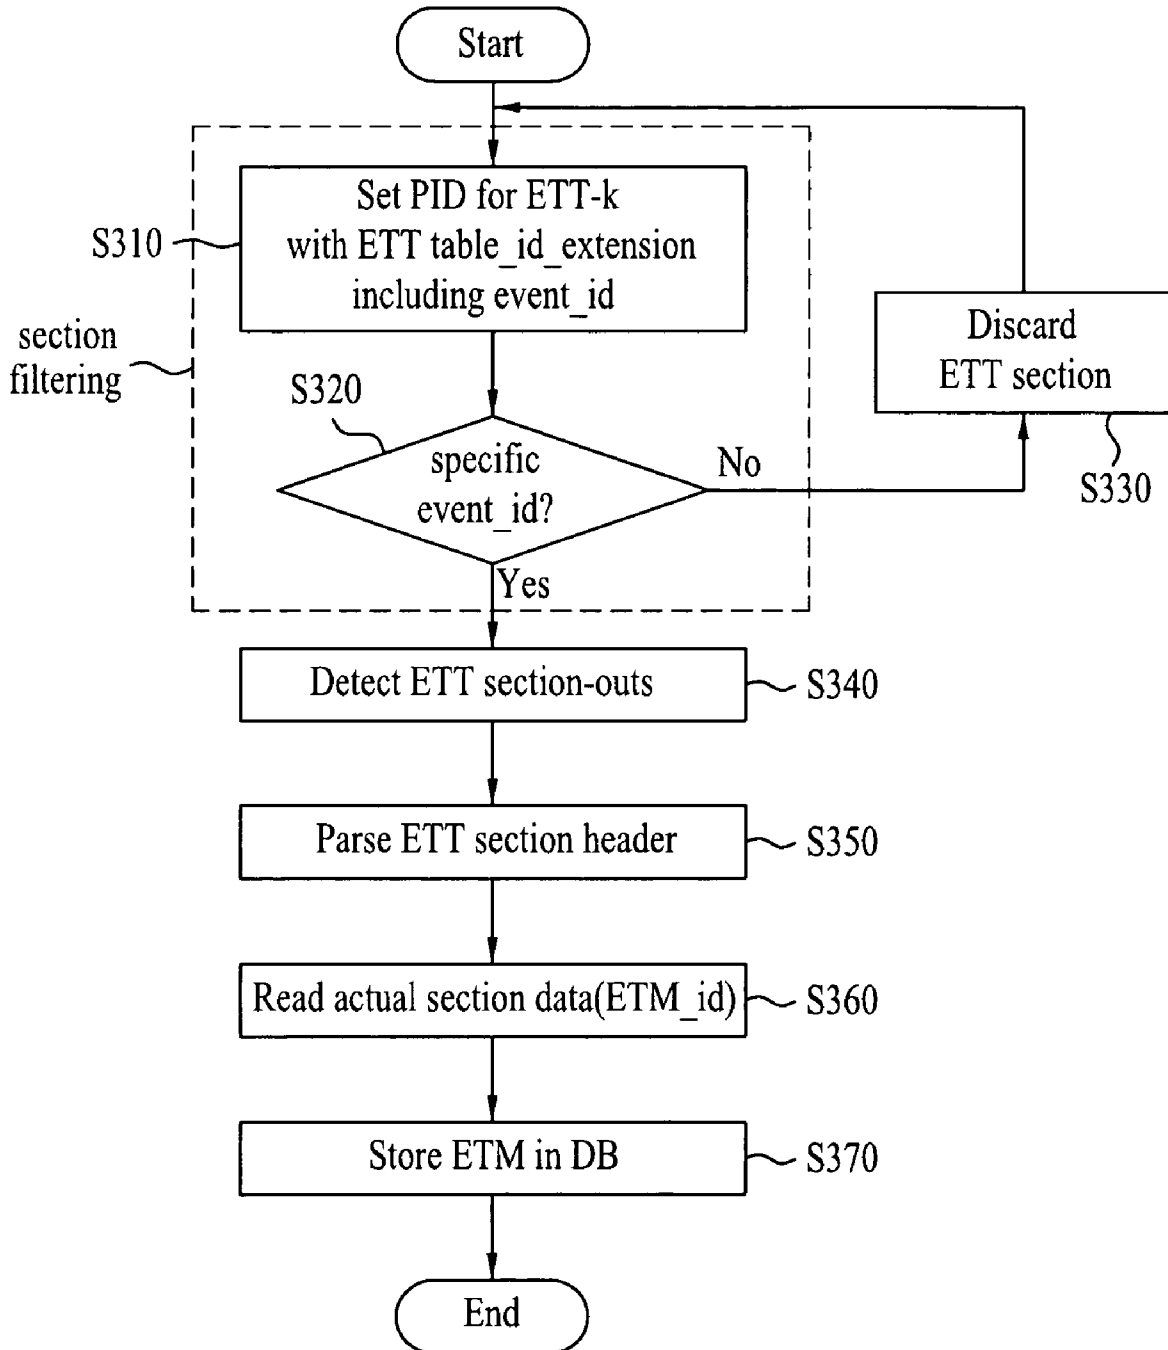 Start
Set PID for ETT-k
with ETT table_id_extension
including event_id
S310
section
filtering
Discard
ETT section
S330
S320
specific
event_id?
No
Yes
Detect ETT section-outs
S340
Parse ETT section header
S350
Read actual section data(ETM_id)
S360
Store ETM in DB
S370
End